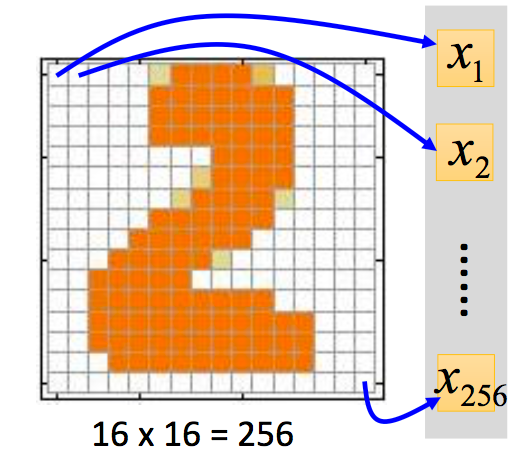 x₁
x₂
x₂₅₆
16 x 16 = 256